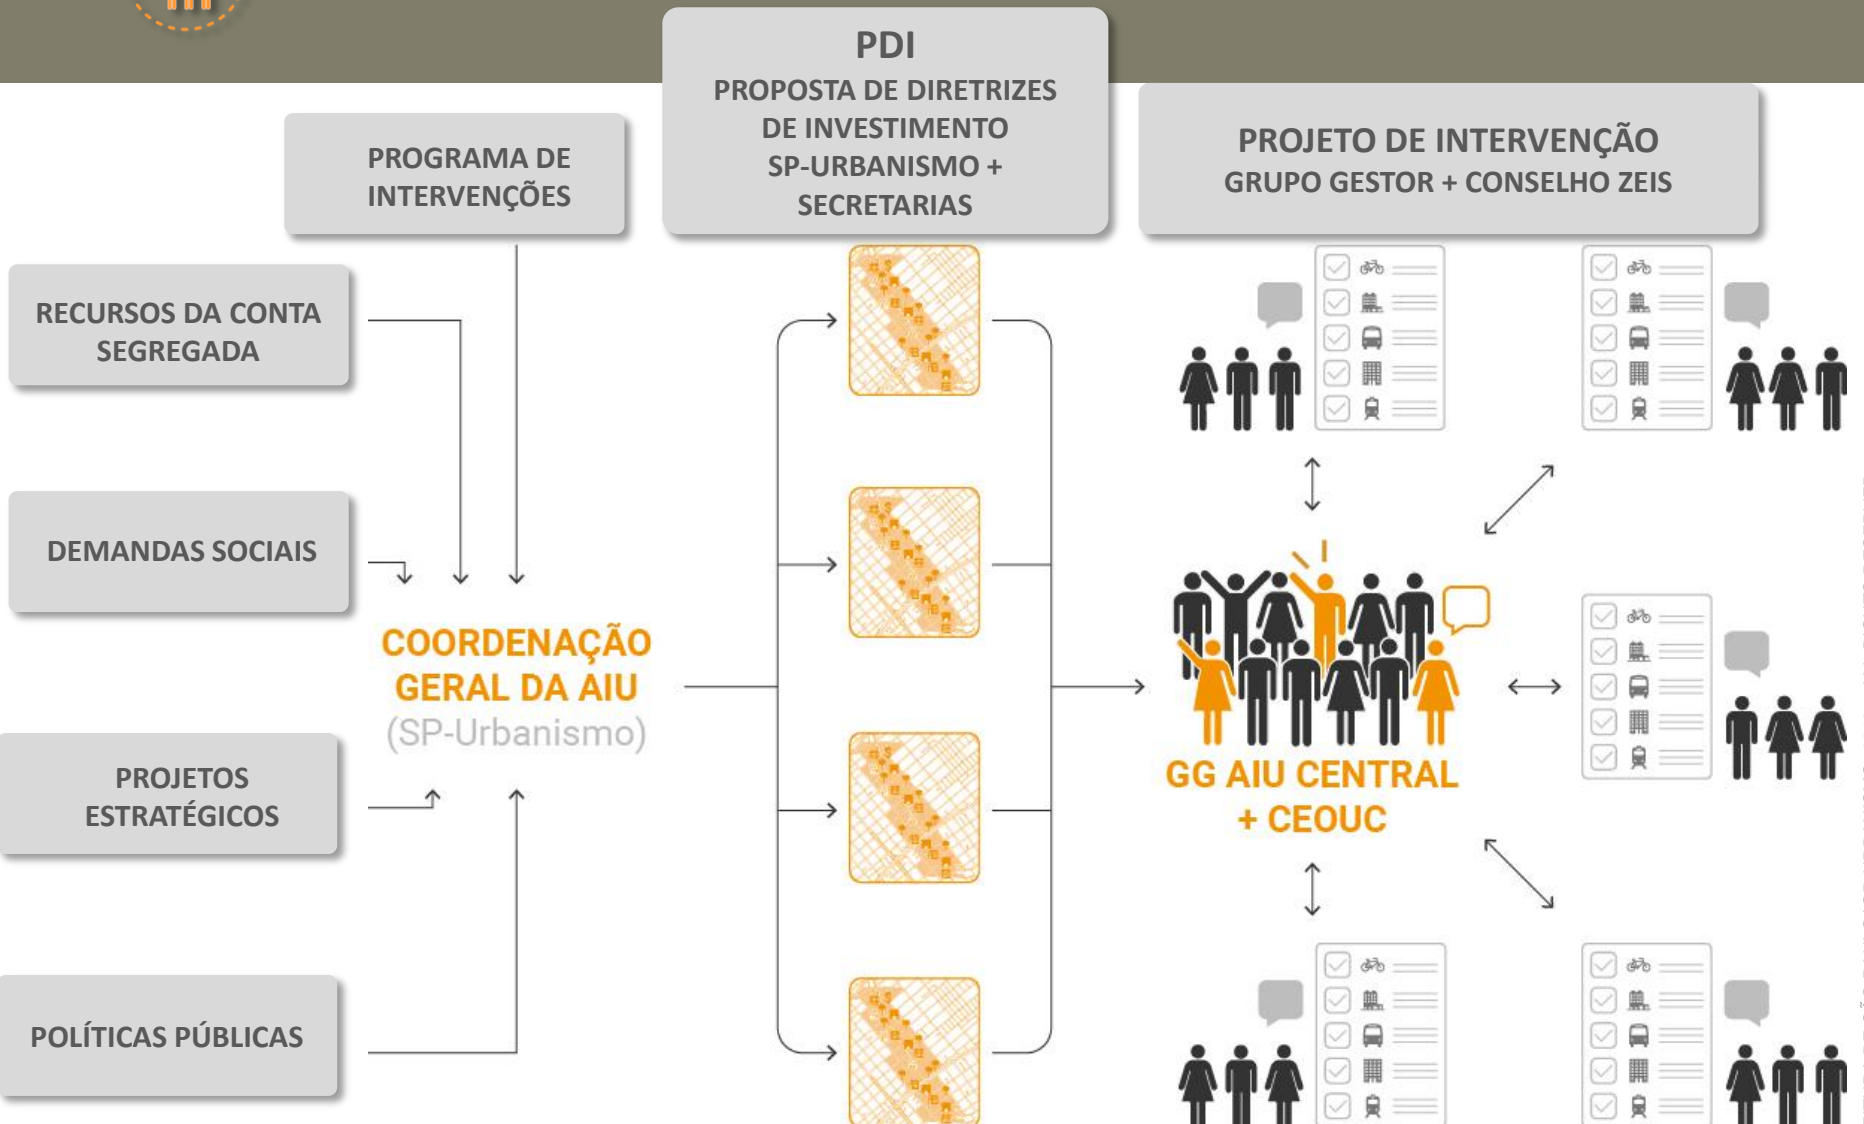 PDI
PROPOSTA DE DIRETRIZES
DE INVESTIMENTO
SP-URBANISMO +
SECRETARIAS
PROJETO DE INTERVENÇÃO
GRUPO GESTOR + CONSELHO ZEIS
PROGRAMA DE
INTERVENÇÕES
RECURSOS DA CONTA
SEGREGADA
DEMANDAS SOCIAIS
COORDENAÇÃO
GERAL DA AIU
(SP-Urbanismo)
PROJETOS
ESTRATÉGICOS
POLÍTICAS PÚBLICAS
GG AIU CENTRAL
+ CEOUC